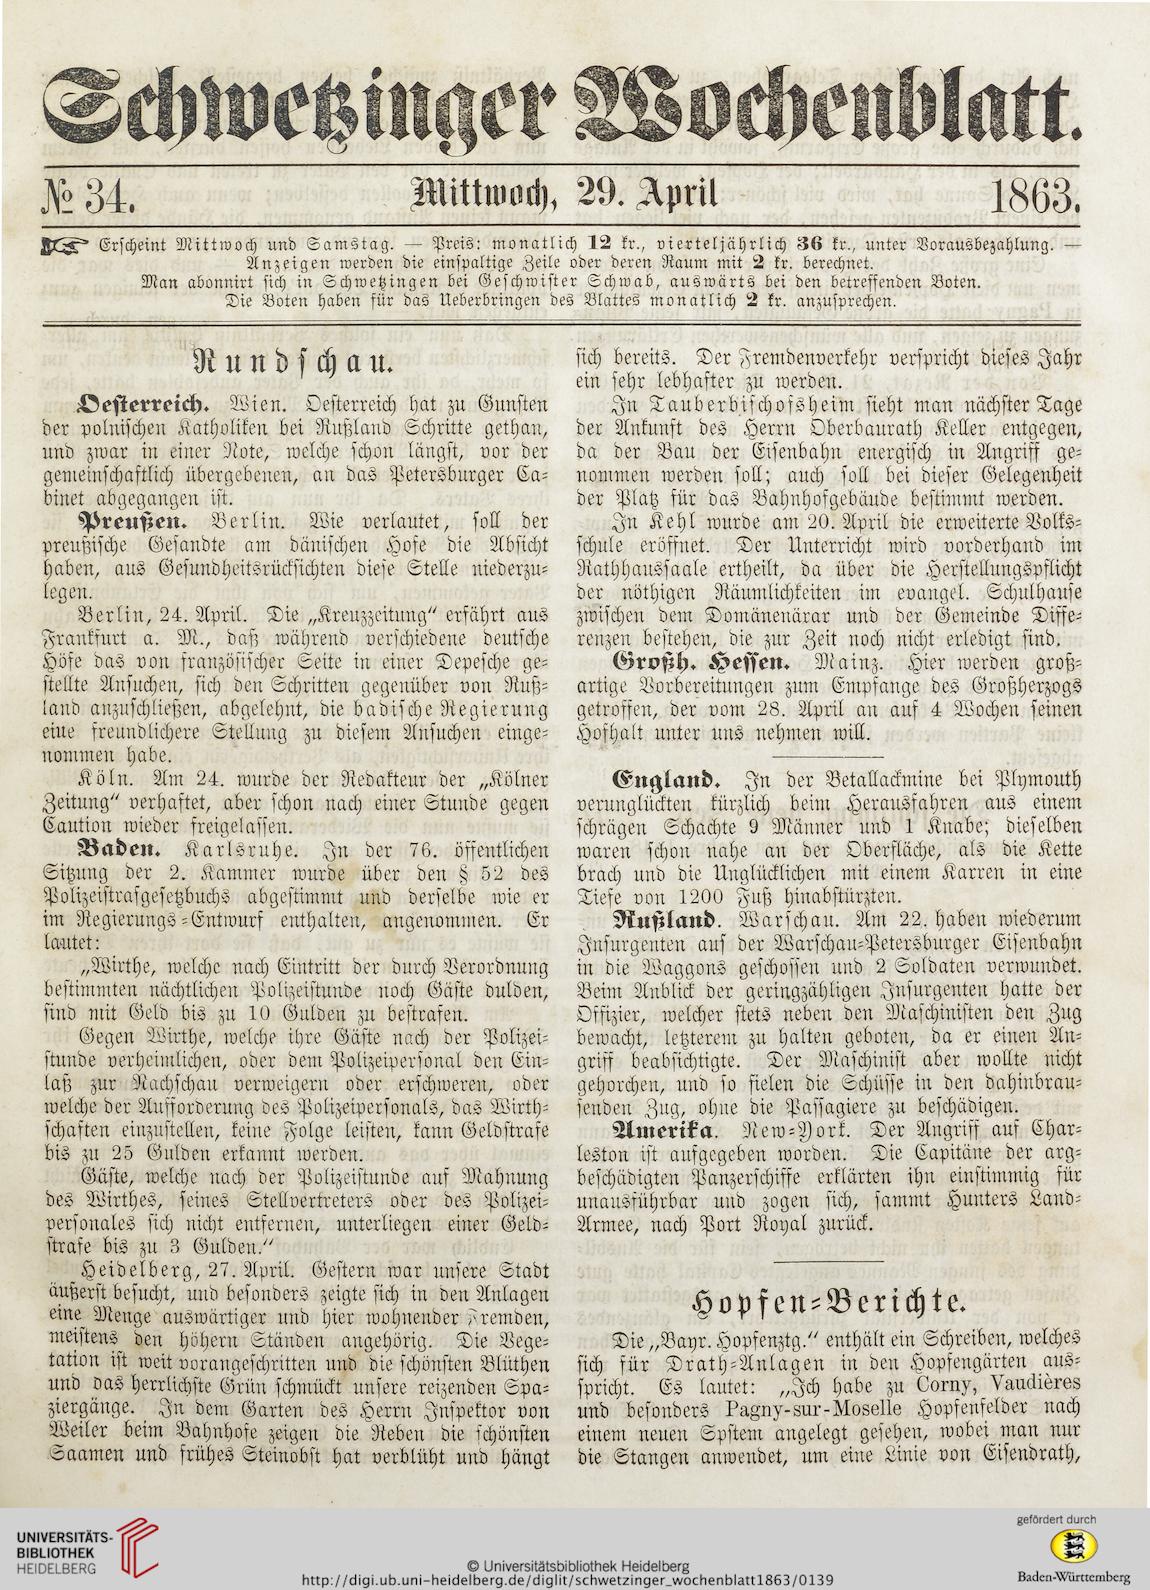 Schwetzinger Wochenblatt.
№ 34.
Mittwoch, 29. April
1863.
Erscheint Mittwoch und Samstag. — Preis: monatlich 12 kr., vierteljährlich 36 kr., unter Vorausbezahlung. —
Anzeigen werden die einspaltige Zeile oder deren Raum mit 2 kr. berechnet.
Man abonnirt sich in Schwetzingen bei Geschwister Schwab, auswärts bei den betreffenden Boten.
Die Boten haben für das Ueberbringen des Blattes monatlich 2 kr. anzusprechen.
Rundschau.
Oesterreich. Wien. Oesterreich hat zu Gunsten
der polnischen Katholiken bei Rußland Schritte gethan,
und zwar in einer Note, welche schon längst, vor der
gemeinschaftlich übergebenen, an das Petersburger Ca-
binet abgegangen ist.
Preußen. Berlin. Wie verlautet, soll der
preußische Gesandte am dänischen Hofe die Absicht
haben, aus Gesundheitsrücksichten diese Stelle niederzu-
legen.
Berlin, 24. April. Die „Kreuzzeitung“ erfährt aus
Frankfurt a. M., daß während verschiedene deutsche
Höfe das von französischer Seite in einer Depesche ge-
stellte Ansuchen, sich den Schritten gegenüber von Ruß-
land anzuschließen, abgelehnt, die badische Regierung
eine freundlichere Stellung zu diesem Ansuchen einge-
nommen habe.
Köln. Am 24. wurde der Redakteur der „Kölner
Zeitung“ verhaftet, aber schon nach einer Stunde gegen
Caution wieder freigelassen.
Baden. Karlsruhe. In der 76. öffentlichen
Sitzung der 2. Kammer wurde über den § 52 des
Polizeistrafgesetzbuchs abgestimmt und derselbe wie er
im Regierungs-Entwurf enthalten, angenommen. Er
lautet:
„Wirthe, welche nach Eintritt der durch Verordnung
bestimmten nächtlichen Polizeistunde noch Gäste dulden,
sind mit Geld bis zu 10 Gulden zu bestrafen.
Gegen Wirthe, welche ihre Gäste nach der Polizei-
stunde verheimlichen, oder dem Polizeipersonal den Ein-
laß zur Nachschau verweigern oder erschweren, oder
welche der Aufforderung des Polizeipersonals, das Wirth-
schaften einzustellen, keine Folge leisten, kann Geldstrafe
bis zu 25 Gulden erkannt werden.
Gäste, welche nach der Polizeistunde auf Mahnung
des Wirthes, seines Stellvertreters oder des Polizei-
personales sich nicht entfernen, unterliegen einer Geld-
strafe bis zu 3 Gulden.“
Heidelberg, 27. April. Gestern war unsere Stadt
äußerst besucht, und besonders zeigte sich in den Anlagen
eine Menge auswärtiger und hier wohnender Fremden,
meistens den höhern Ständen angehörig. Die Vege-
tation ist weit vorangeschritten und die schönsten Blüthen
und das herrlichste Grün schmückt unsere reizenden Spa-
ziergänge. In dem Garten des Herrn Inspektor von
Weiler beim Bahnhofe zeigen die Reben die schönsten
Saamen und frühes Steinobst hat verblüht und hängt
sich bereits. Der Fremdenverkehr verspricht dieses Jahr
ein sehr lebhafter zu werden.
In Tauberbischofsheim sieht man nächster Tage
der Ankunft des Herrn Oberbaurath Keller entgegen,
da der Bau der Eisenbahn energisch in Angriff ge-
nommen werden soll; auch soll bei dieser Gelegenheit
der Platz für das Bahnhofgebäude bestimmt werden.
In Kehl wurde am 20. April die erweiterte Volks-
schule eröffnet. Der Unterricht wird vorderhand im
Rathhaussaale ertheilt, da über die Herstellungspflicht
der nöthigen Räumlichkeiten im evangel. Schulhause
zwischen dem Domänenärar und der Gemeinde Diffe-
renzen bestehen, die zur Zeit noch nicht erledigt sind.
Großh. Hessen. Mainz. Hier werden groß-
artige Vorbereitungen zum Empfange des Großherzogs
getroffen, der vom 28. April an auf 4 Wochen seinen
Hofhalt unter uns nehmen will.
England. In der Betallackmine bei Plymouth
verunglückten kürzlich beim Herausfahren aus einem
schrägen Schachte 9 Männer und 1 Knabe; dieselben
waren schon nahe an der Oberfläche, als die Kette
brach und die Unglücklichen mit einem Karren in eine
Tiefe von 1200 Fuß hinabstürzten.
Rußland. Warschau. Am 22. haben wiederum
Insurgenten auf der Warschau-Petersburger Eisenbahn
in die Waggons geschossen und 2 Soldaten verwundet.
Beim Anblick der geringzähligen Insurgenten hatte der
Offizier, welcher stets neben den Maschinisten den Zug
bewacht, letzterem zu halten geboten, da er einen An-
griff beabsichtigte. Der Maschinist aber wollte nicht
gehorchen, und so fielen die Schüsse in den dahinbrau-
senden Zug, ohne die Passagiere zu beschädigen.
Amerika. New-York. Der Angriff auf Char-
leston ist aufgegeben worden. Die Capitäne der arg-
beschädigten Panzerschiffe erklärten ihn einstimmig für
unausführbar und zogen sich, sammt Hunters Land-
Armee, nach Port Royal zurück.
Hopfen-Berichte.
Die „Bayr. Hopfenztg.“ enthält ein Schreiben, welches
sich für Drath-Anlagen in den Hopfengärten aus-
spricht. Es lautet: „Ich habe zu Corny, Vaudières
und besonders Pagny-sur-Moselle Hopfenfelder nach
einem neuen System angelegt gesehen, wobei man nur
die Stangen anwendet, um eine Linie von Eisendrath,
UNIVERSITÄTS-
BIBLIOTHEK
HEIDELBERG
© Universitätsbibliothek Heidelberg
http://digi.ub.uni-heidelberg.de/diglit/schwetzinger_wochenblatt1863/0139
gefördert durch
Baden-Württemberg